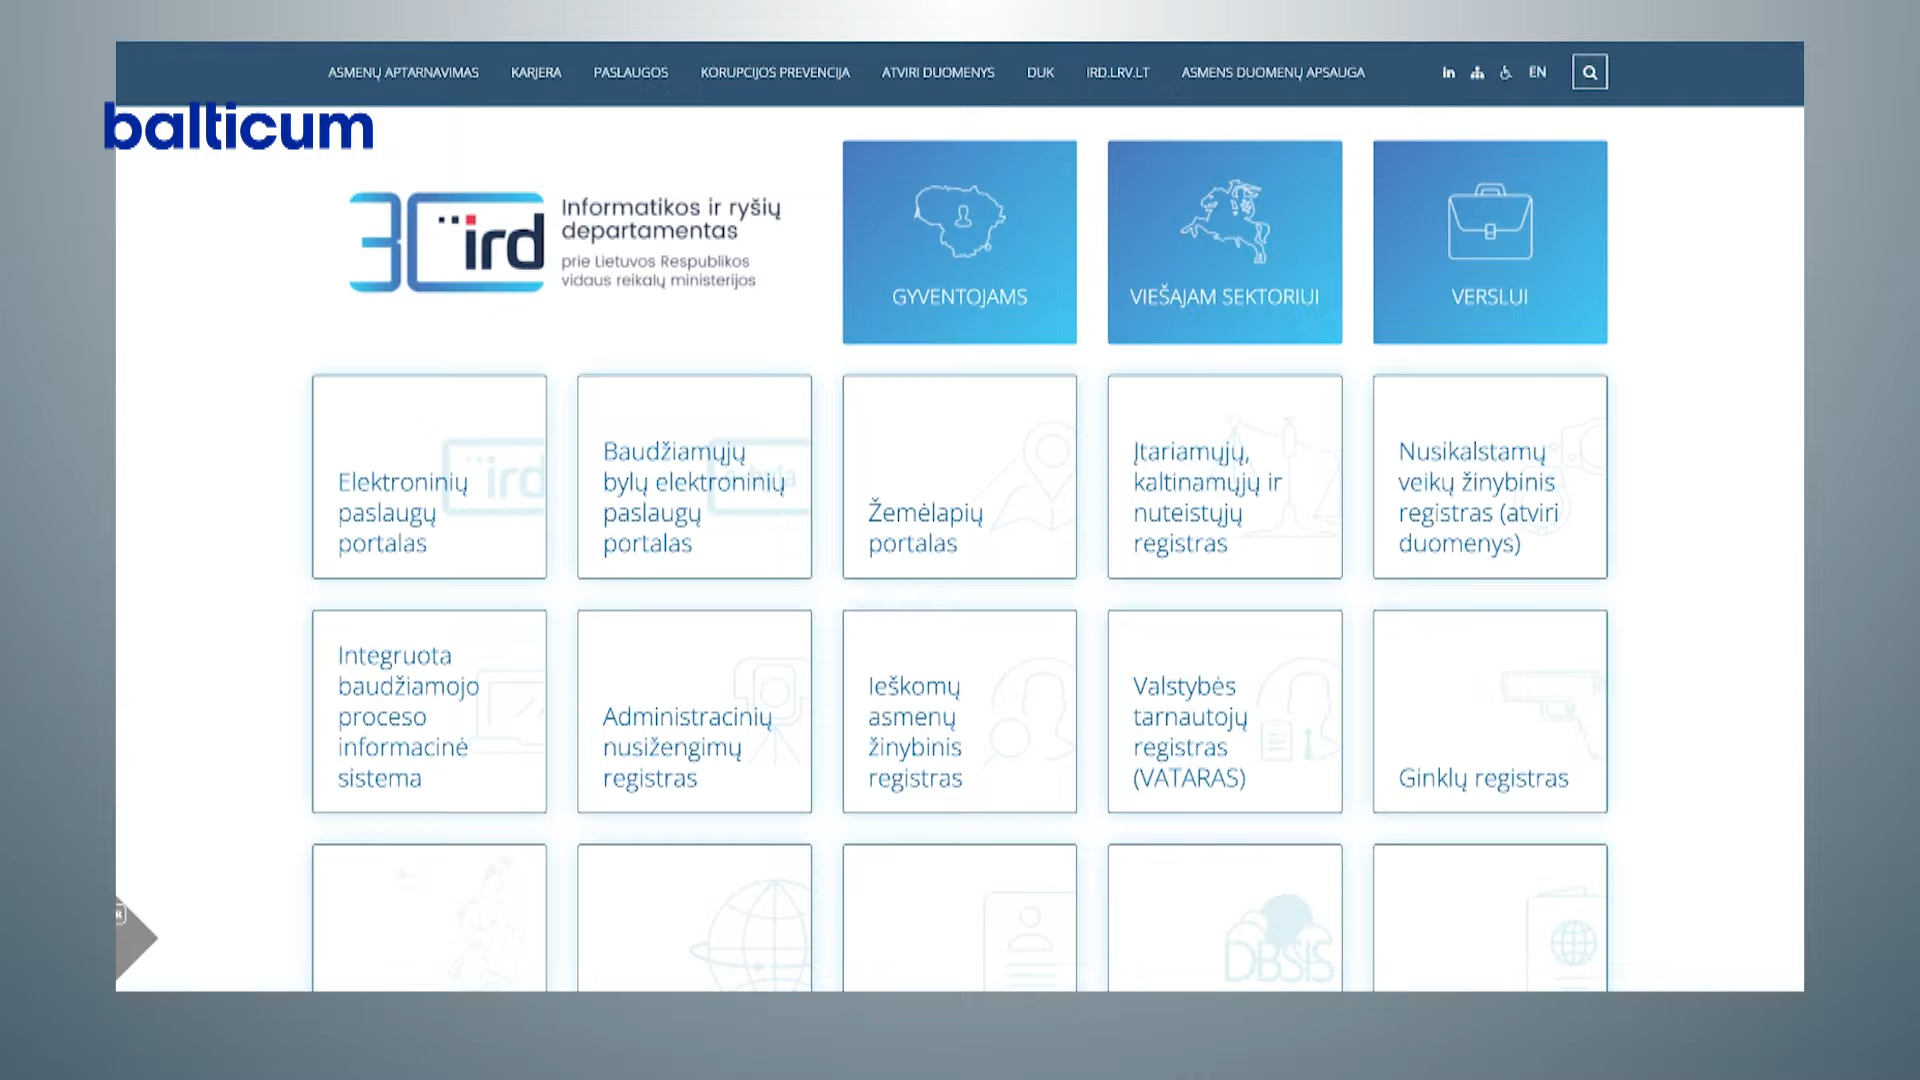 ASMENŲ APTARNAVIMAS KARJERA PASLAUGOS KORUPCIJOS PREVENCIJA ATVIRI DUOMENYS DUK IRD.LRV.LT ASMENS DUOMENŲ APSAUGA in EN
balticum
30 ird
Informatikos ir ryšių
departamentas
prie Lietuvos Respublikos
vidaus reikalų ministerijos
GYVENTOJAMS
VIEŠAJAM SEKTORIUI
VERSLUI
ird
Elektroninių
paslaugų
portalas
Baudžiamųjų
bylų elektroninių
paslaugų
portalas
Žemėlapių
portalas
Įtariamųjų,
kaltinamųjų ir
nuteistųjų
registras
Nusikalstamų
veikų žinybinis
registras (atviri
duomenys)
Integruota
baudžiamojo
proceso
informacinė
sistema
Administracinių
nusižengimų
registras
Ieškomų
asmenų
žinybinis
registras
Valstybės
tarnautojų
registras
(VATARAS)
Ginklų registras
DBSIS